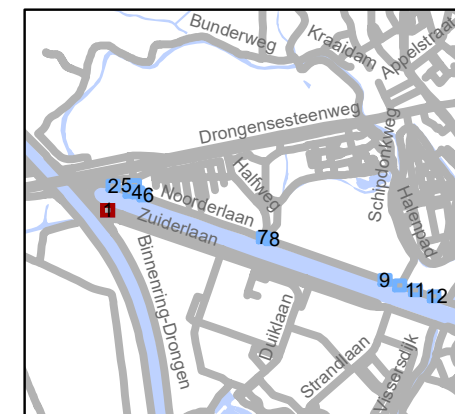 Bunderweg
Kraaidam
Appelstraat
Drongensesteenweg
Schipdonkweg
Halfweg
Halenpad
2 5 4 6
Noorderlaan
1
Zuiderlaan
7 8
Binnenring-Drongen
9
11 12
Duiklaan
Strandlaan
Vissersdijk